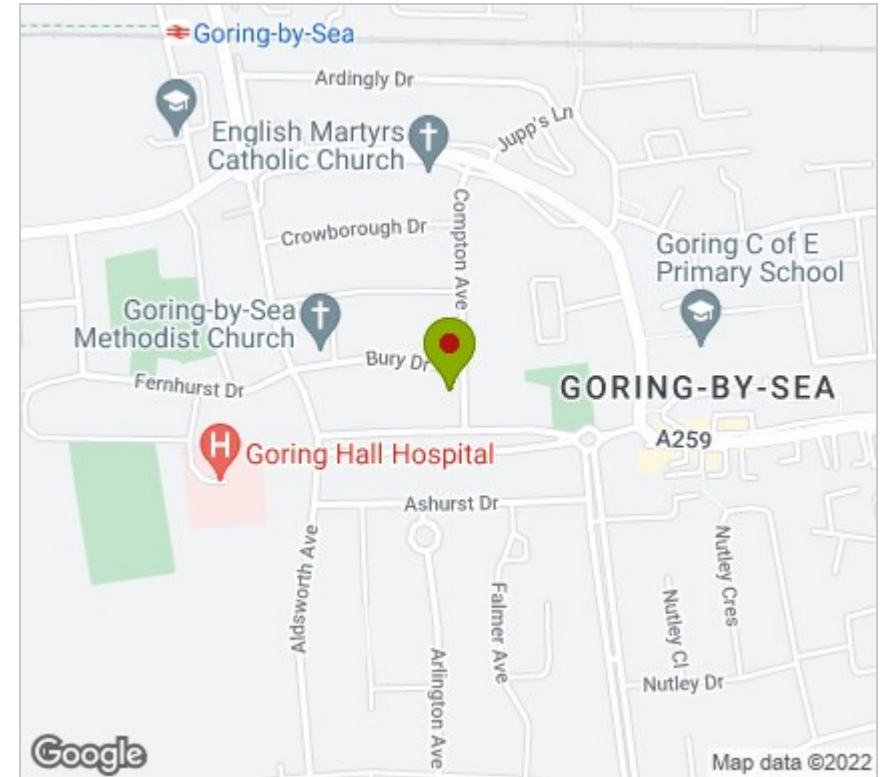 Goring-by-Sea
Ardingly Dr
Jupp's Ln
English Martyrs
Catholic Church
Compton Ave
Crowborough Dr
Goring C of E
Primary School
Goring-by-Sea
Methodist Church
Bury Dr
Fernhurst Dr
GORING-BY-SEA
A259
H
Goring Hall Hospital
Ashurst Dr
Aldsworth Ave
Falmer Ave
Nutley Cres
Nutley Cl
Arlington Ave
Nutley Dr
Google
Map data ©2022